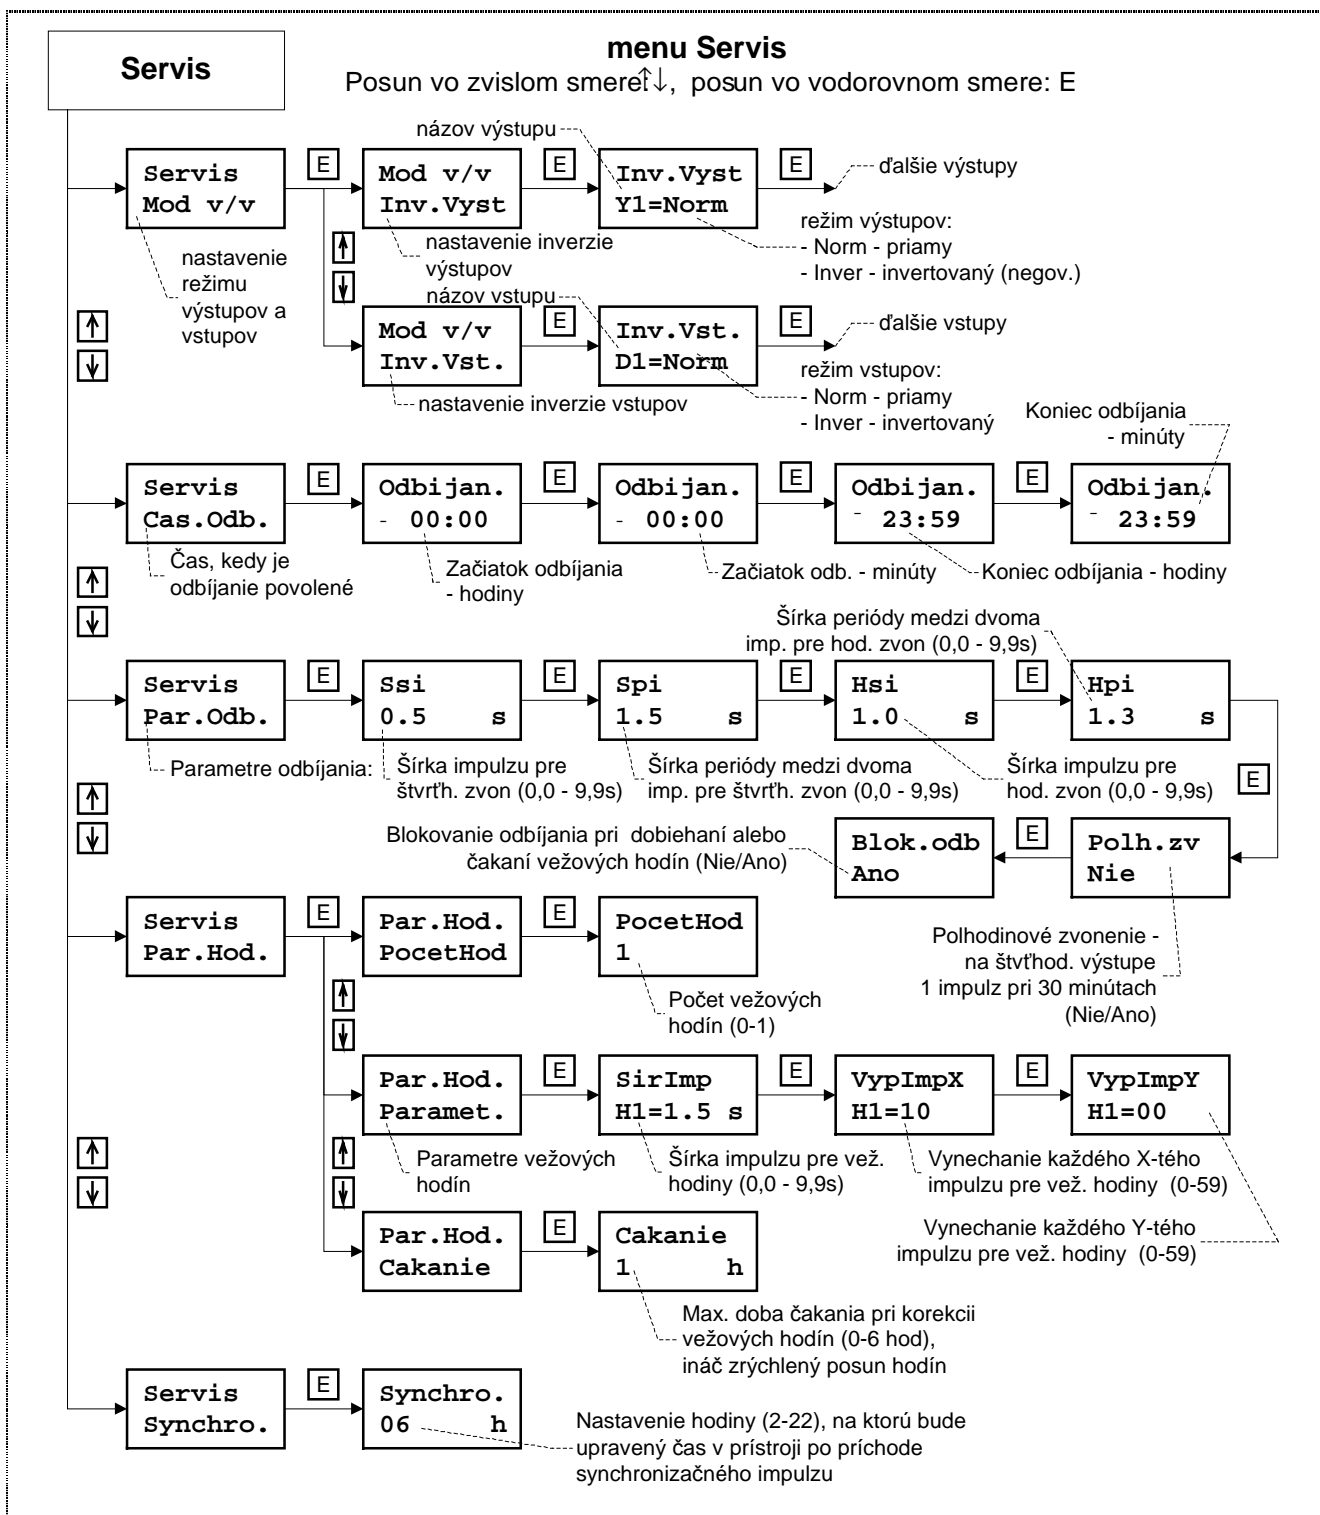 Servis
menu Servis
Posun vo zvislom smere:↑↓, posun vo vodorovnom smere: E
názov výstupu
Servis
Mod v/v
E
Mod v/v
Inv.Vyst
E
Inv.Vyst
Y1=Norm
E
ďalšie výstupy
nastavenie
režimu
výstupov a
vstupov
↑
↓
nastavenie inverzie
výstupov
režim výstupov:
- Norm - priamy
- Inver - invertovaný (negov.)
názov vstupu
↑
↓
Mod v/v
Inv.Vst.
E
Inv.Vst.
D1=Norm
E
ďalšie vstupy
nastavenie inverzie vstupov
režim vstupov:
- Norm - priamy
- Inver - invertovaný
Koniec odbíjania
- minúty
Servis
Cas.Odb.
E
Odbijan.
- 00:00
E
Odbijan.
- 00:00
E
Odbijan.
- 23:59
E
Odbijan.
- 23:59
Čas, kedy je
odbíjanie povolené
Začiatok odbíjania
- hodiny
Začiatok odb. - minúty
Koniec odbíjania - hodiny
↑
↓
Šírka periódy medzi dvoma
imp. pre hod. zvon (0,0 - 9,9s)
Servis
Par.Odb.
E
Ssi
0.5 s
E
Spi
1.5 s
E
Hsi
1.0 s
E
Hpi
1.3 s
Parametre odbíjania:
Šírka impulzu pre
štvrťh. zvon (0,0 - 9,9s)
Šírka periódy medzi dvoma
imp. pre štvrťh. zvon (0,0 - 9,9s)
Šírka impulzu pre
hod. zvon (0,0 - 9,9s)
E
↑
↓
Blokovanie odbíjania pri dobiehaní alebo
čakaní vežových hodín (Nie/Ano)
Blok.odb
Ano
E
Polh.zv
Nie
Polhodinové zvonenie -
na štvťhod. výstupe
1 impulz pri 30 minútach
(Nie/Ano)
Servis
Par.Hod.
E
Par.Hod.
PocetHod
E
PocetHod
1
Počet vežových
hodín (0-1)
↑
↓
Par.Hod.
Paramet.
E
SirImp
H1=1.5 s
E
VypImpX
H1=10
E
VypImpY
H1=00
Parametre vežových
hodín
Šírka impulzu pre vež.
hodiny (0,0 - 9,9s)
Vynechanie každého X-tého
impulzu pre vež. hodiny (0-59)
Vynechanie každého Y-tého
impulzu pre vež. hodiny (0-59)
↑
↓
↑
↓
Par.Hod.
Cakanie
E
Cakanie
1 h
Max. doba čakania pri korekcii
vežových hodín (0-6 hod),
ináč zrýchlený posun hodín
Servis
Synchro.
E
Synchro.
06 h
Nastavenie hodiny (2-22), na ktorú bude
upravený čas v prístroji po príchode
synchronizačného impulzu